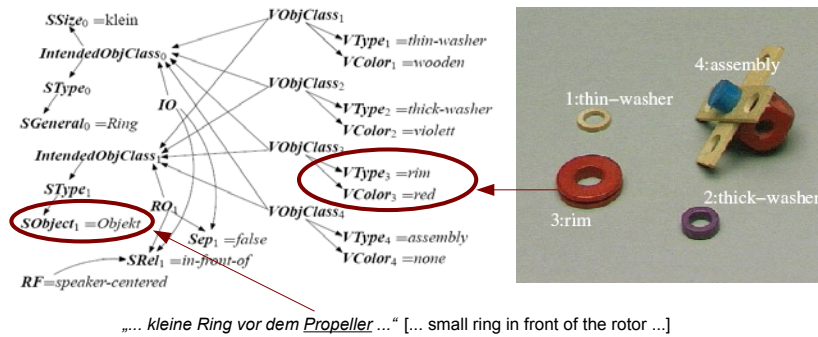 SSize₀ =klein
IntendedObjClass₀
SType₀
SGeneral₀ =Ring
IntendedObjClass₁
SType₁
SObject₁ =Objekt
IO
RO₁
Sep₁ =false
SRel₁ =in-front-of
RF=speaker-centered
VObjClass₁
VType₁ =thin-washer
VColor₁ =wooden
VObjClass₂
VType₂ =thick-washer
VColor₂ =violett
VObjClass₃
VType₃ =rim
VColor₃ =red
VObjClass₄
VType₄ =assembly
VColor₄ =none
4:assembly
1:thin−washer
2:thick−washer
3:rim
„... kleine Ring vor dem Propeller ...“ [... small ring in front of the rotor ...]